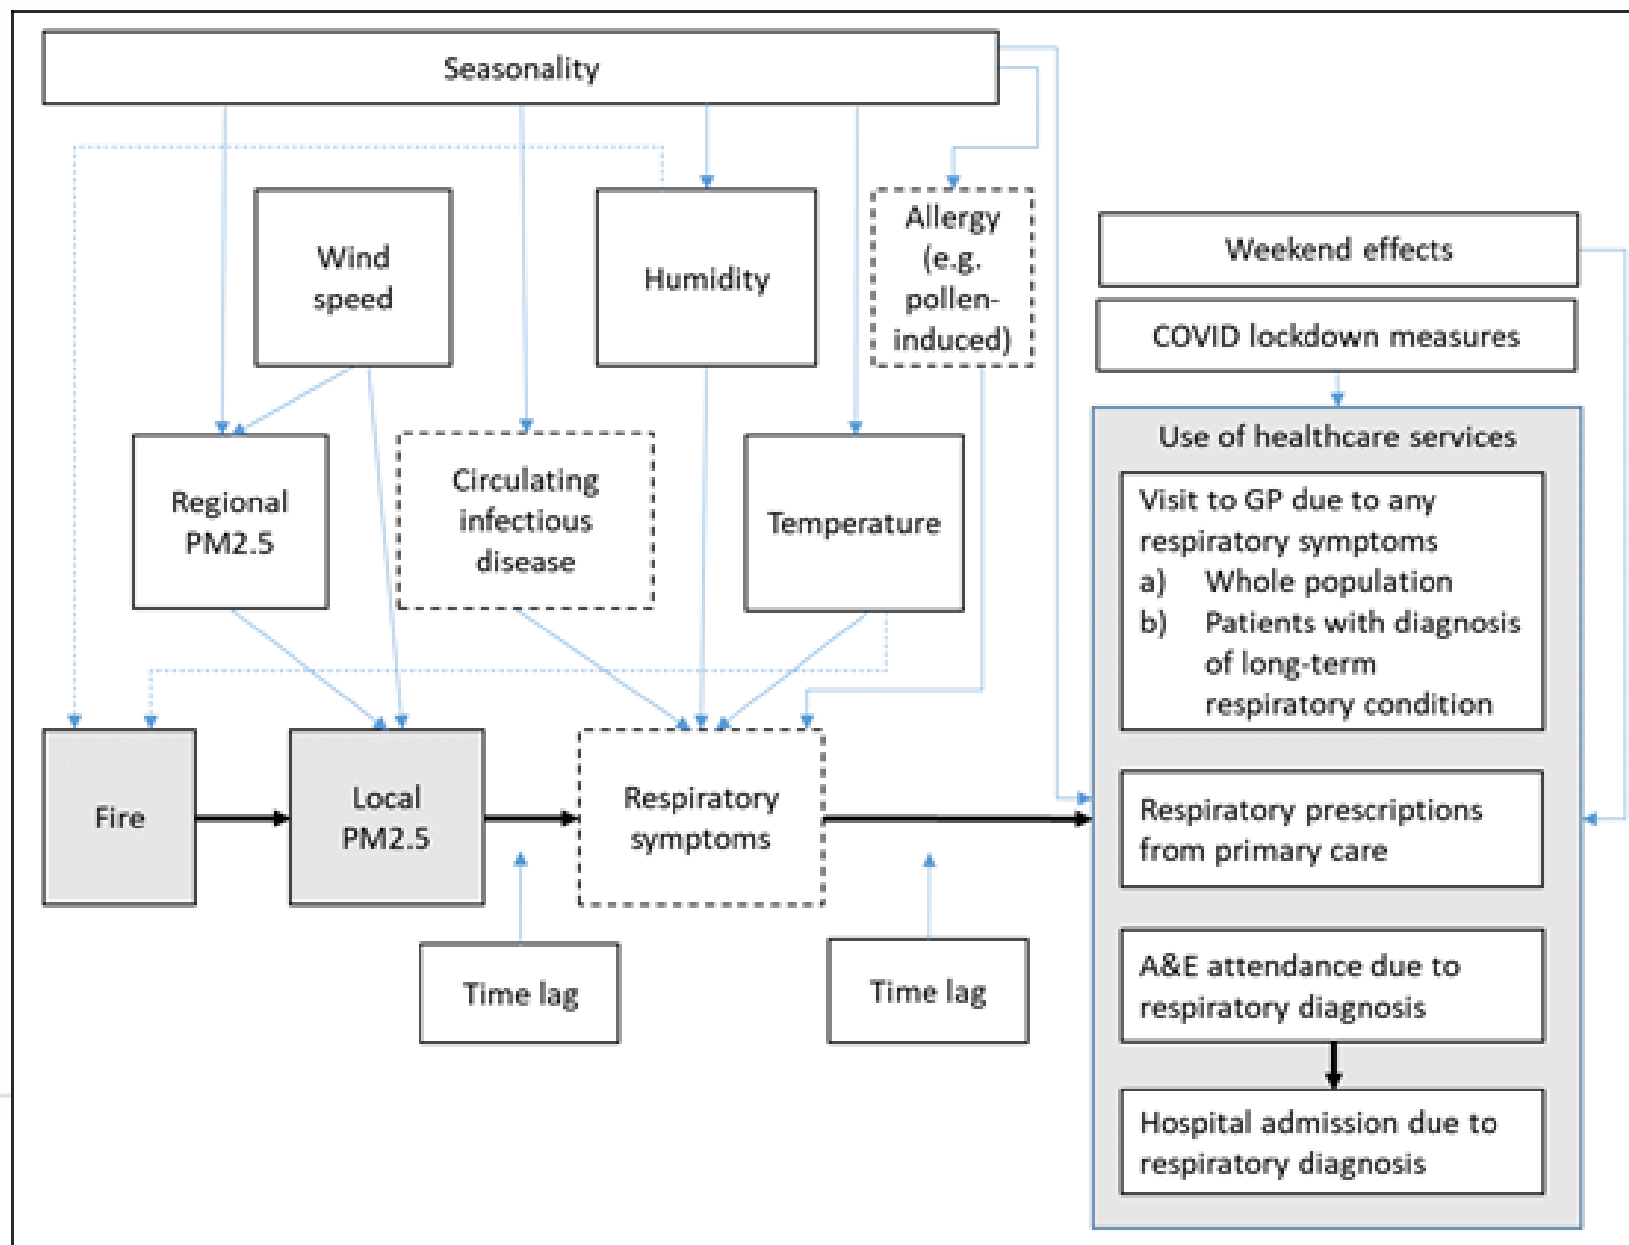 Seasonality
Wind
speed
Humidity
Allergy
(e.g.
pollen-
induced)
Weekend effects
COVID lockdown measures
Regional
PM2.5
Circulating
infectious
disease
Temperature
Use of healthcare services
Visit to GP due to any
respiratory symptoms
a) Whole population
b) Patients with diagnosis
of long-term
respiratory condition
Fire
Local
PM2.5
Respiratory
symptoms
Respiratory prescriptions
from primary care
Time lag
Time lag
A&E attendance due to
respiratory diagnosis
Hospital admission due to
respiratory diagnosis